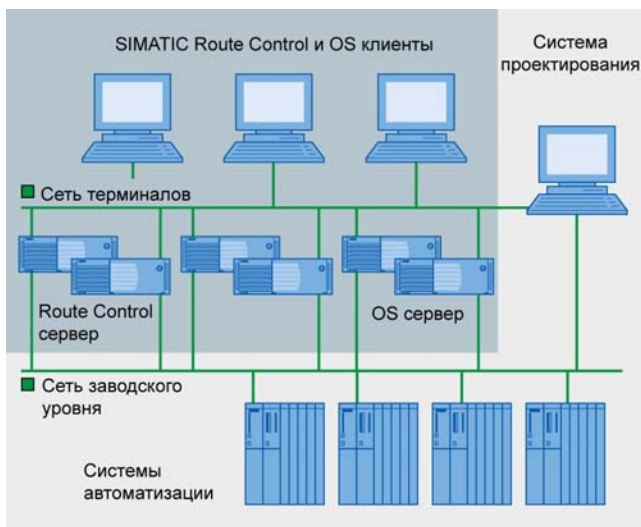 SIMATIC Route Control и OS клиенты
Система
проектирования
Сеть терминалов
Route Control
сервер
OS сервер
Сеть заводского
уровня
Системы
автоматизации